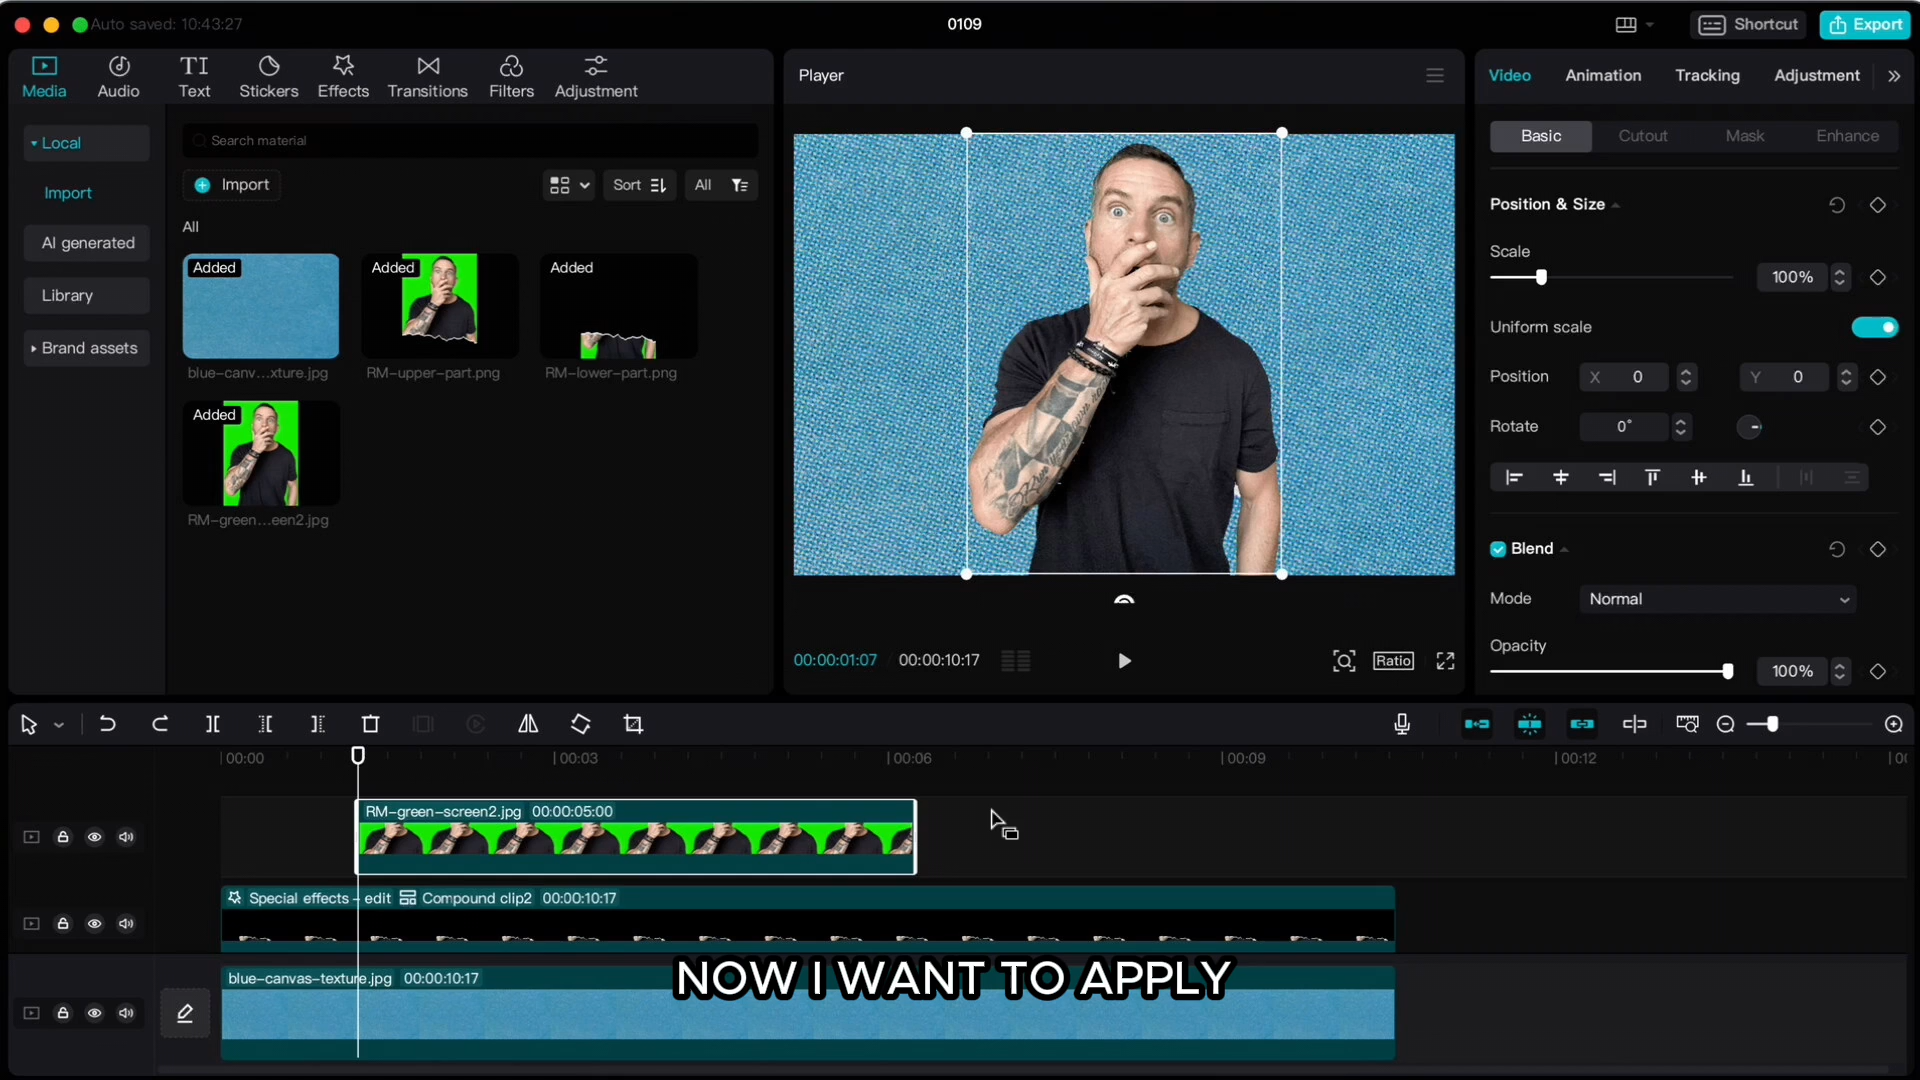 Auto saved: 10:43:27
0109
Shortcut
Export
Media
Audio
Text
Stickers
Effects
Transitions
Filters
Adjustment
Local
Import
AI generated
Library
Brand assets
Search material
Import
Sort
All
All
Added
blue-canv...xture.jpg
Added
RM-upper-part.png
Added
RM-lower-part.png
Added
RM-green...een2.jpg
Player
00:00:01:07
00:00:10:17
Ratio
Video
Animation
Tracking
Adjustment
Basic
Cutout
Mask
Enhance
Position & Size
Scale
100%
Uniform scale
Position
X 0
Y 0
Rotate
0°
Blend
Mode
Normal
Opacity
100%
00:00
00:03
00:06
00:09
00:12
RM-green-screen2.jpg 00:00:05:00
Special effects - edit Compound clip2 00:00:10:17
blue-canvas-texture.jpg 00:00:10:17
NOW I WANT TO APPLY